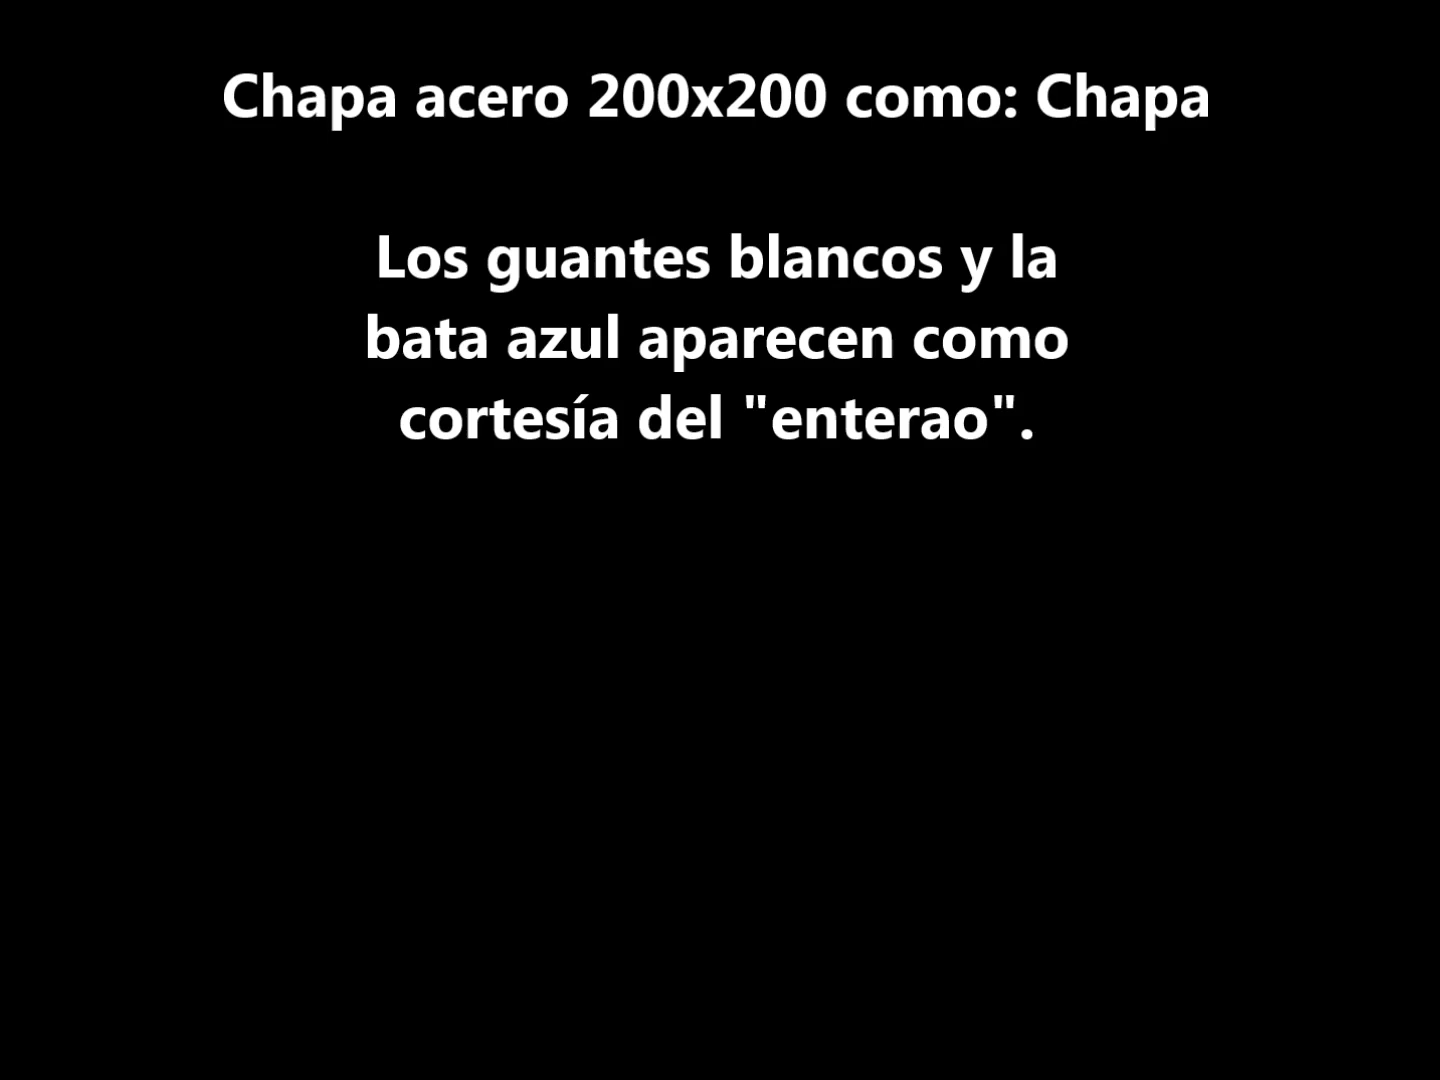 Chapa acero 200x200 como: Chapa
Los guantes blancos y la
bata azul aparecen como
cortesía del "enterao".